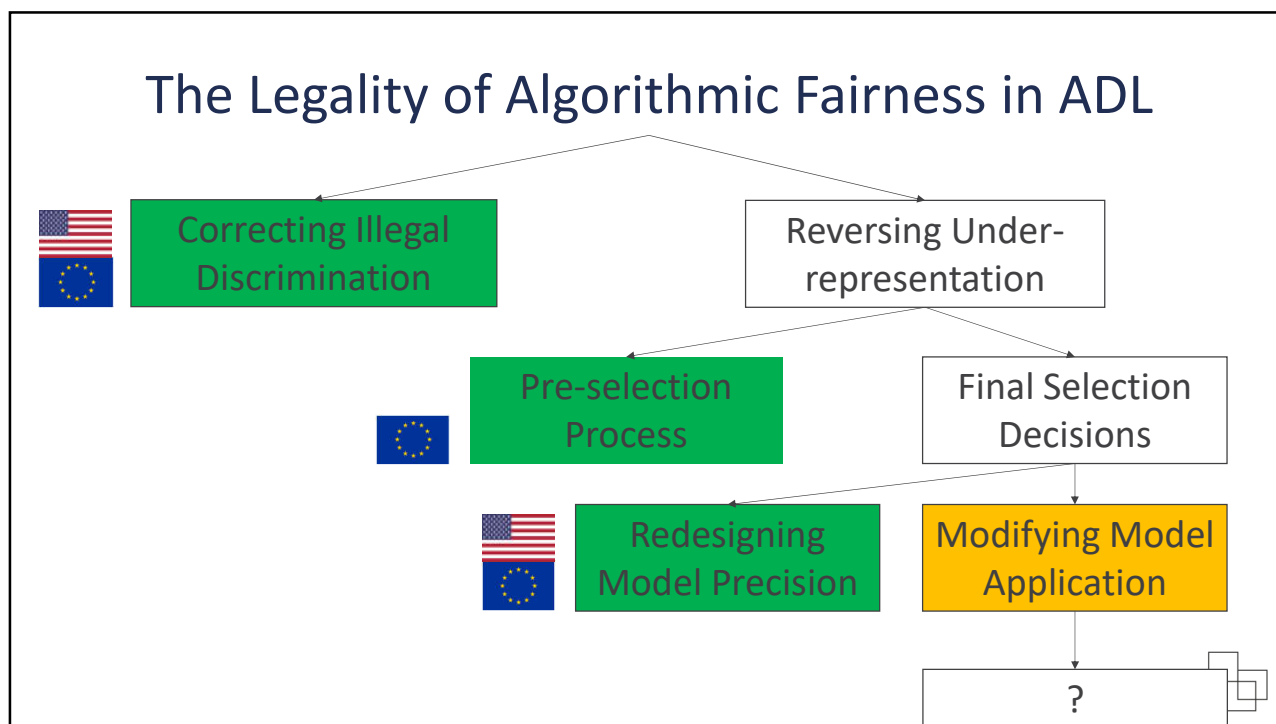 The Legality of Algorithmic Fairness in ADL
Correcting Illegal
Discrimination
Reversing Under-
representation
Pre-selection
Process
Final Selection
Decisions
Redesigning
Model Precision
Modifying Model
Application
?